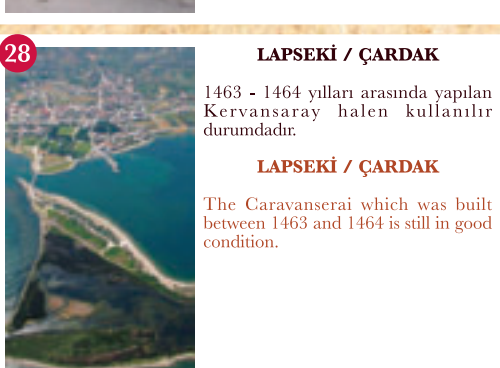 28
LAPSEKİ / ÇARDAK
1463 - 1464 yılları arasında yapılan
Kervansaray halen kullanılır
durumdadır.
LAPSEKİ / ÇARDAK
The Caravanserai which was built
between 1463 and 1464 is still in good
condition.